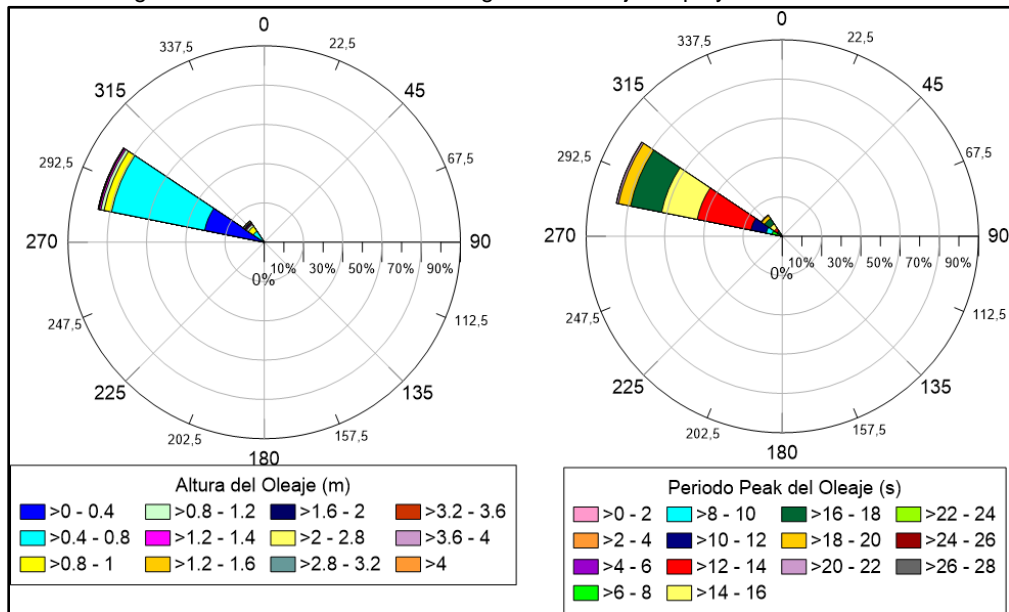 0
337,5
22,5
315
45
292,5
67,5
270
90
10% 30% 50% 70% 90%
0%
247,5
112,5
225
135
202,5
157,5
180
Altura del Oleaje (m)
>0 - 0.4
>0.8 - 1.2
>1.6 - 2
>3.2 - 3.6
>0.4 - 0.8
>1.2 - 1.4
>2 - 2.8
>3.6 - 4
>0.8 - 1
>1.2 - 1.6
>2.8 - 3.2
>4
0
337,5
22,5
315
45
292,5
67,5
270
90
10% 30% 50% 70% 90%
0%
247,5
112,5
225
135
202,5
157,5
180
Periodo Peak del Oleaje (s)
>0 - 2
>8 - 10
>16 - 18
>22 - 24
>2 - 4
>10 - 12
>18 - 20
>24 - 26
>4 - 6
>12 - 14
>20 - 22
>26 - 28
>6 - 8
>14 - 16